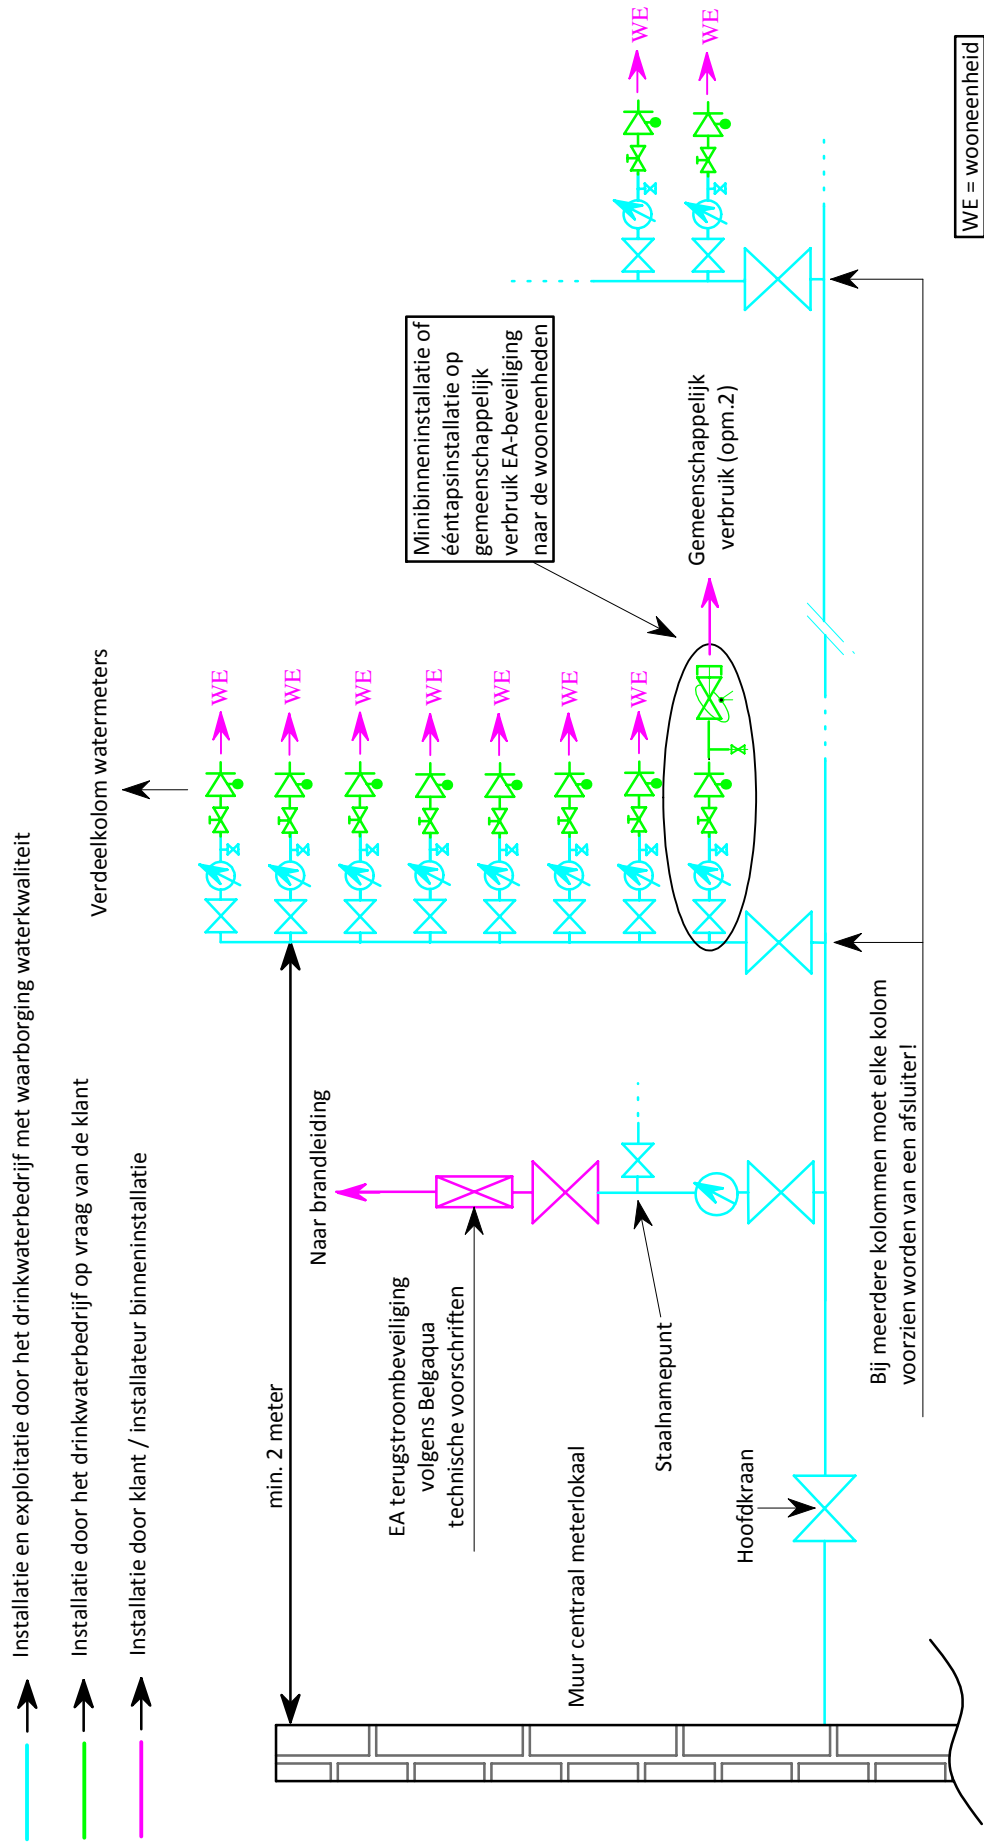 Installatie en exploitatie door het drinkwaterbedrijf met waarborging waterkwaliteit
Installatie door het drinkwaterbedrijf op vraag van de klant
Installatie door klant / installateur binneninstallatie
Verdeelkolom watermeters
min. 2 meter
Naar brandleiding
EA terugstroombeveiliging
volgens Belgaqua
technische voorschriften
Staalnamepunt
Muur centraal meterlokaal
Hoofdkraan
WE
WE
WE
WE
WE
WE
WE
Minibinneninstallatie of
ééntapsinstallatie op
gemeenschappelijk
verbruik EA-beveiliging
naar de wooneenheden
Gemeenschappelijk
verbruik (opm.2)
WE
WE
Bij meerdere kolommen moet elke kolom
voorzien worden van een afsluiter!
WE = wooneenheid